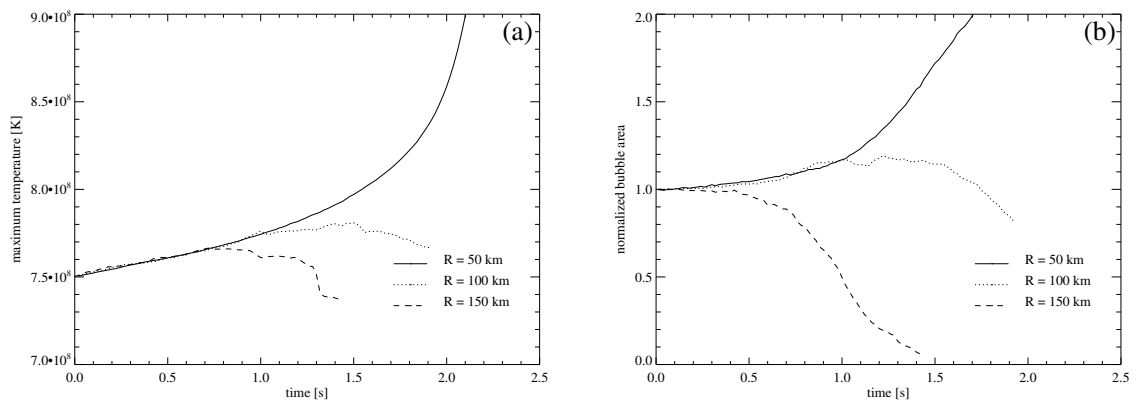 (a)
9.0•10⁸
8.5•10⁸
8.0•10⁸
7.5•10⁸
7.0•10⁸
maximum temperature [K]
R = 50 km
R = 100 km
R = 150 km
0.0 0.5 1.0 1.5 2.0 2.5
time [s]
(b)
2.0
1.5
1.0
0.5
0.0
normalized bubble area
R = 50 km
R = 100 km
R = 150 km
0.0 0.5 1.0 1.5 2.0 2.5
time [s]